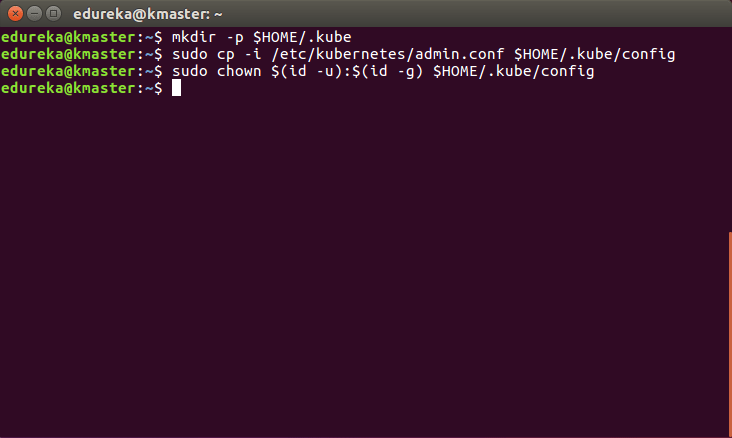 edureka@kmaster: ~
edureka@kmaster:~$ mkdir -p $HOME/.kube
edureka@kmaster:~$ sudo cp -i /etc/kubernetes/admin.conf $HOME/.kube/config
edureka@kmaster:~$ sudo chown $(id -u):$(id -g) $HOME/.kube/config
edureka@kmaster:~$